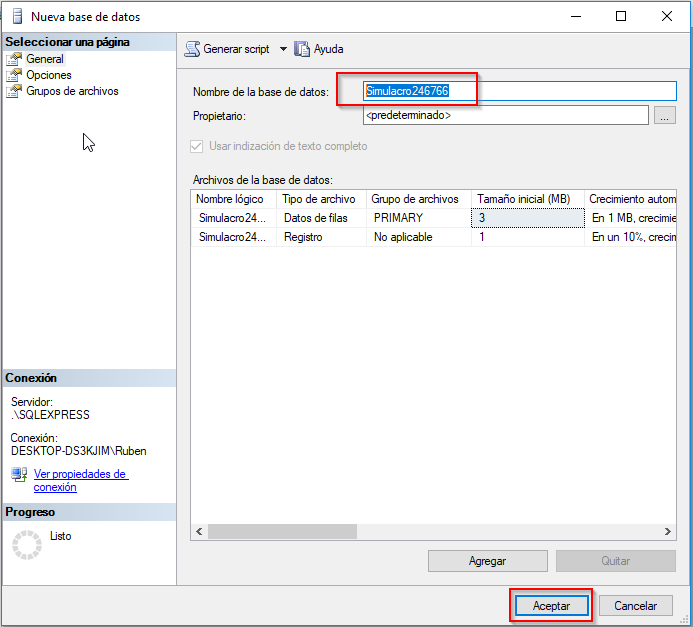 Nueva base de datos
Seleccionar una página
General
Opciones
Grupos de archivos
Generar script
Ayuda
Nombre de la base de datos:
Simulacro246766
Propietario:
<predeterminado>
...
Usar indización de texto completo
Archivos de la base de datos:
Nombre lógico Tipo de archivo Grupo de archivos Tamaño inicial (MB) Crecimiento autom
Simulacro24... Datos de filas PRIMARY 3 En 1 MB, crecimie
Simulacro24... Registro No aplicable 1 En un 10%, crecim
Conexión
Servidor:
.\SQLEXPRESS
Conexión:
DESKTOP-DS3KJIM\Ruben
Ver propiedades de
conexión
Progreso
Listo
Agregar
Quitar
Aceptar
Cancelar